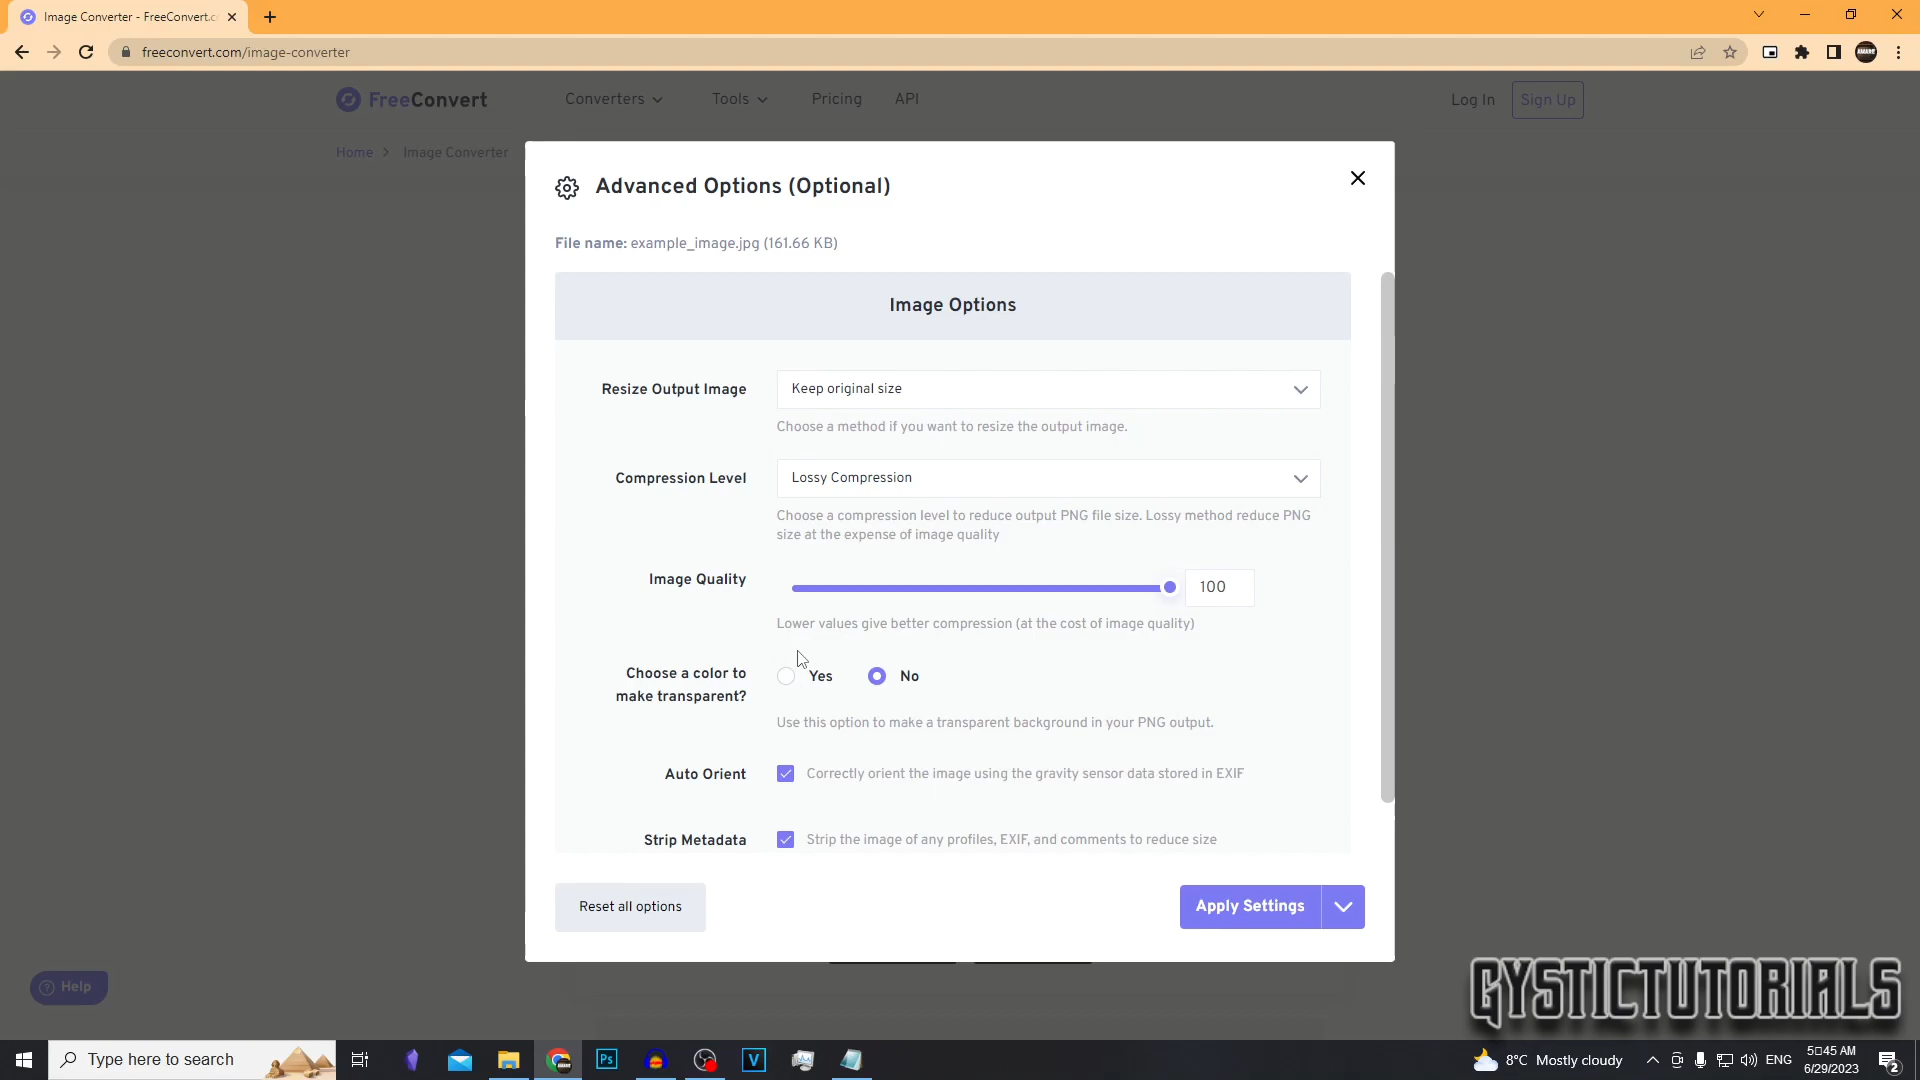 Image Converter - FreeConvert.c
freeconvert.com/image-converter
FreeConvert
Converters
Tools
Pricing
API
Log In
Sign Up
Home > Image Converter
Advanced Options (Optional)
File name: example_image.jpg (161.66 KB)
Image Options
Resize Output Image
Keep original size
Choose a method if you want to resize the output image.
Compression Level
Lossy Compression
Choose a compression level to reduce output PNG file size. Lossy method reduce PNG
size at the expense of image quality
Image Quality
100
Lower values give better compression (at the cost of image quality)
Choose a color to
make transparent?
Yes
No
Use this option to make a transparent background in your PNG output.
Auto Orient
Correctly orient the image using the gravity sensor data stored in EXIF
Strip Metadata
Strip the image of any profiles, EXIF, and comments to reduce size
Reset all options
Apply Settings
Help
GYSTICTUTORIALS
Type here to search
Ps
V
8°C Mostly cloudy
ENG
5:45 AM
6/29/2023
2